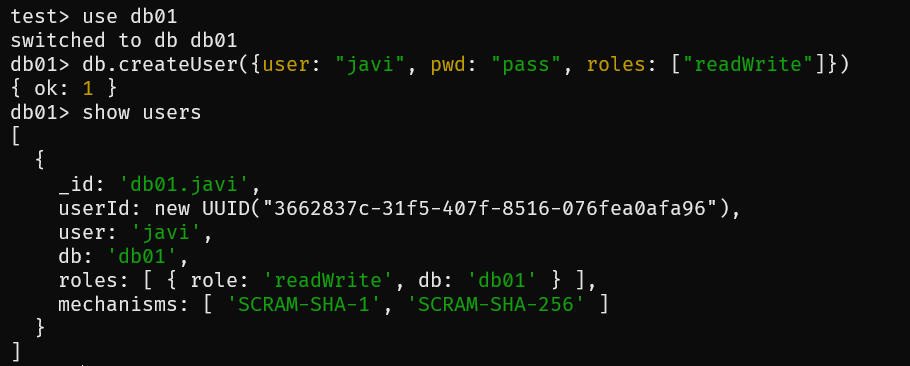 test> use db01
switched to db db01
db01> db.createUser({user: "javi", pwd: "pass", roles: ["readWrite"]})
{ ok: 1 }
db01> show users
[
  {
    _id: 'db01.javi',
    userId: new UUID("3662837c-31f5-407f-8516-076fea0afa96"),
    user: 'javi',
    db: 'db01',
    roles: [ { role: 'readWrite', db: 'db01' } ],
    mechanisms: [ 'SCRAM-SHA-1', 'SCRAM-SHA-256' ]
  }
]